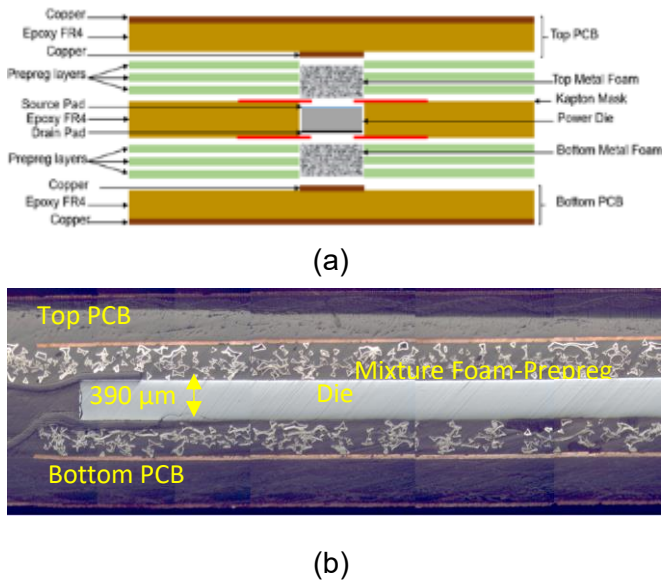 Copper
Epoxy FR4
Copper
Prepreg layers
Source Pad
Epoxy FR4
Drain Pad
Prepreg layers
Copper
Epoxy FR4
Copper
Top PCB
Top Metal Foam
Kapton Mask
Power Die
Bottom Metal Foam
Bottom PCB
(a)
Top PCB
Mixture Foam-Prepreg
390 µm
Die
Bottom PCB
(b)